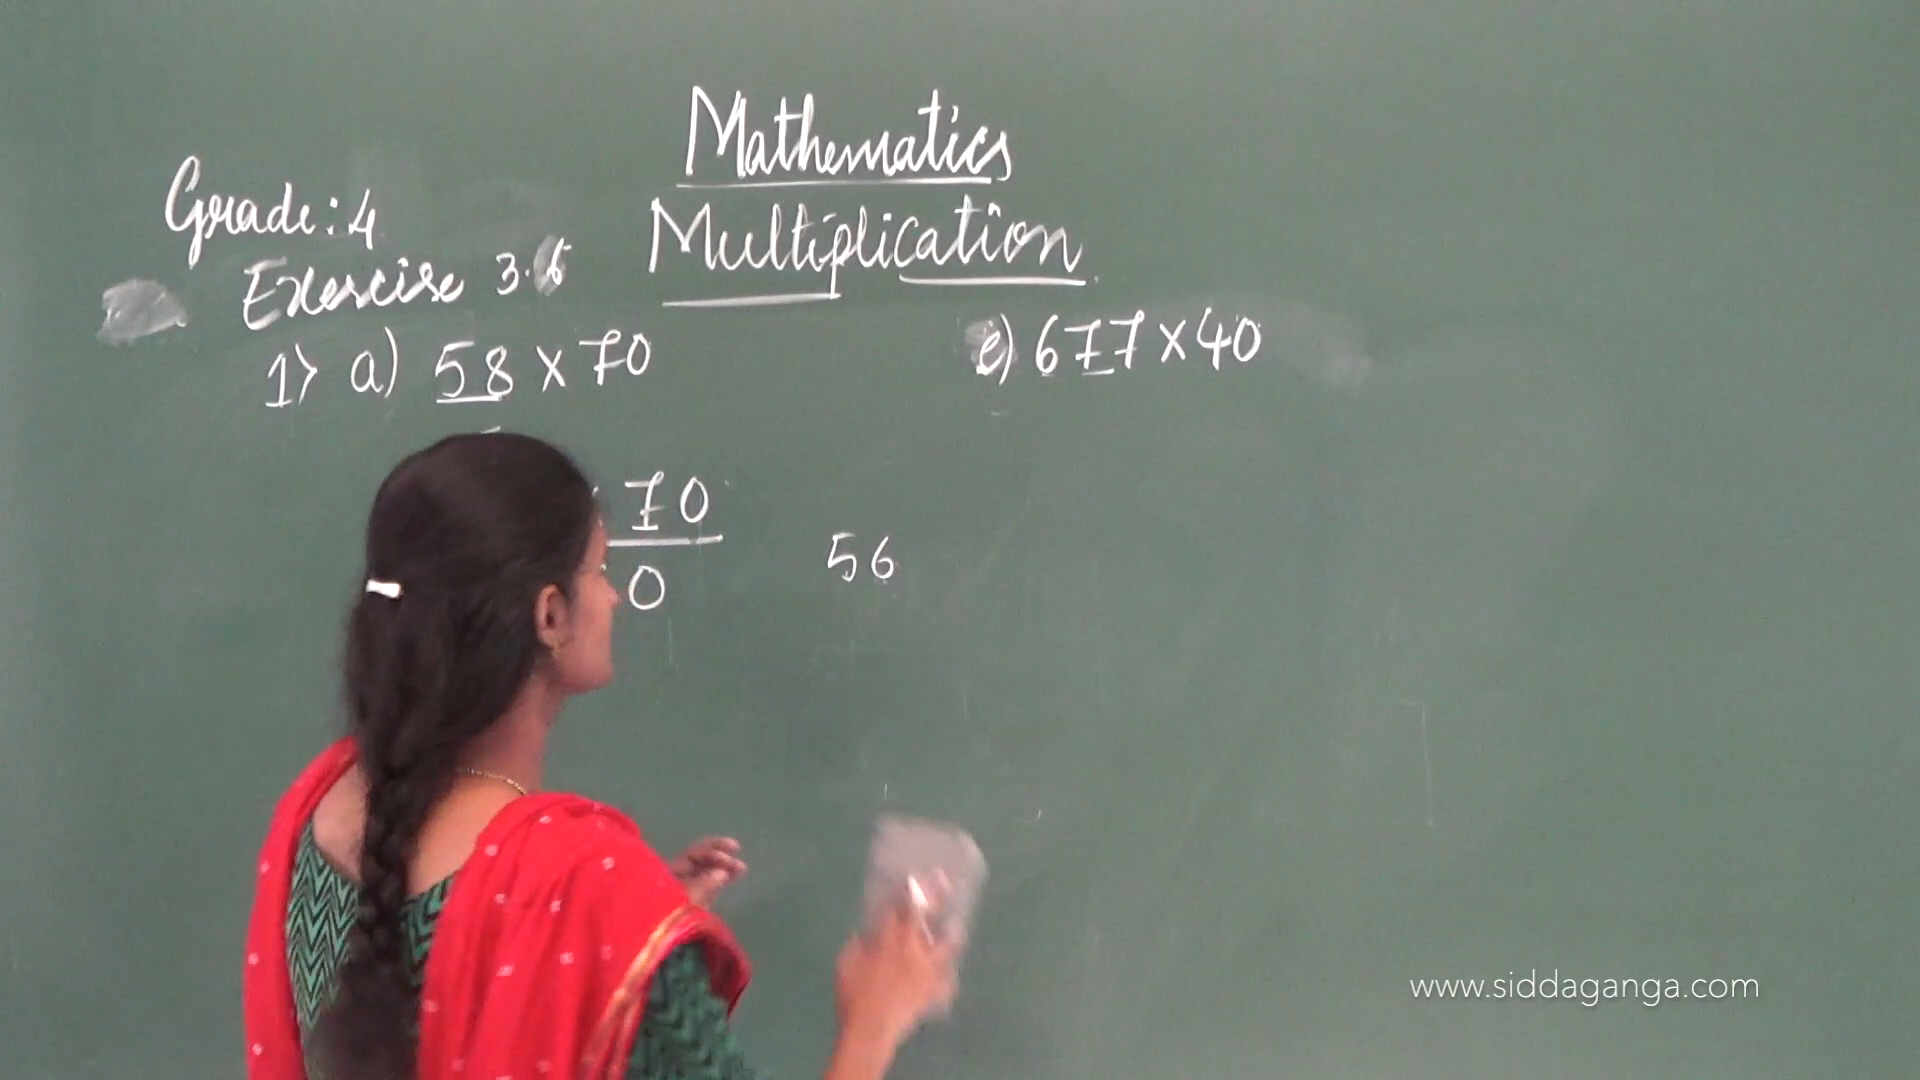 Mathematics
Grade: 4
Multiplication
Exercise 3.6
1) a) 58 x 70
e) 677 x 40
70
0
56
www.siddaganga.com